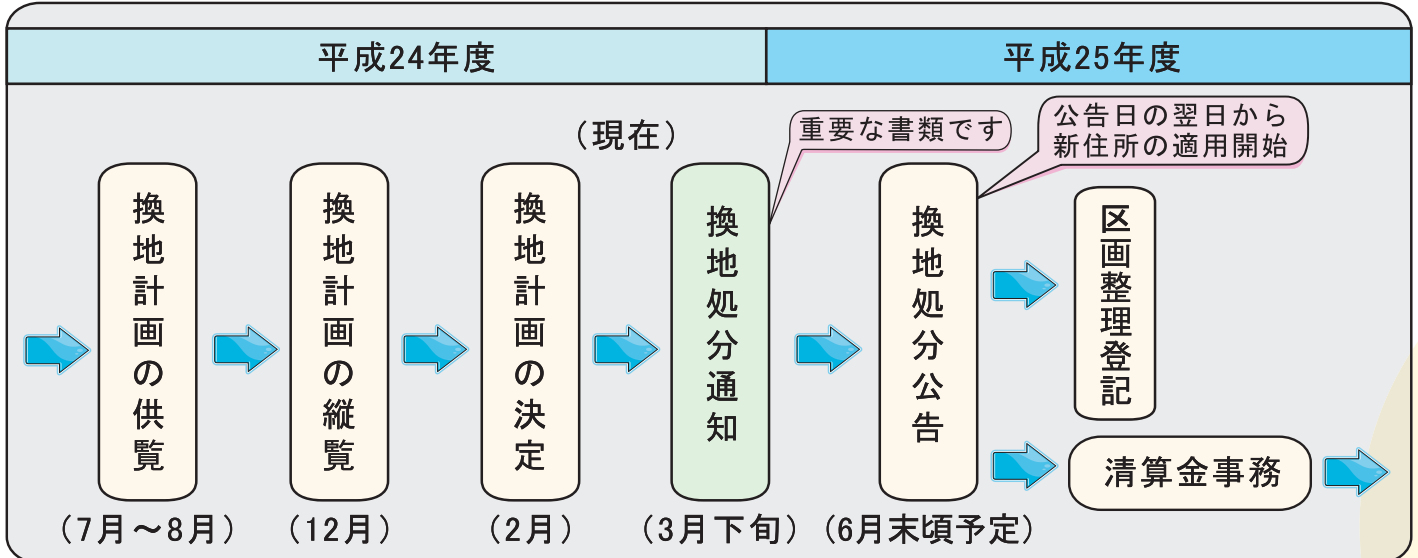 平成24年度
平成25年度
(現在)
重要な書類です
公告日の翌日から
新住所の適用開始
換地計画の供覧
換地計画の縦覧
換地計画の決定
換地処分通知
換地処分公告
区画整理登記
清算金事務
(7月～8月)
(12月)
(2月)
(3月下旬)
(6月末頃予定)